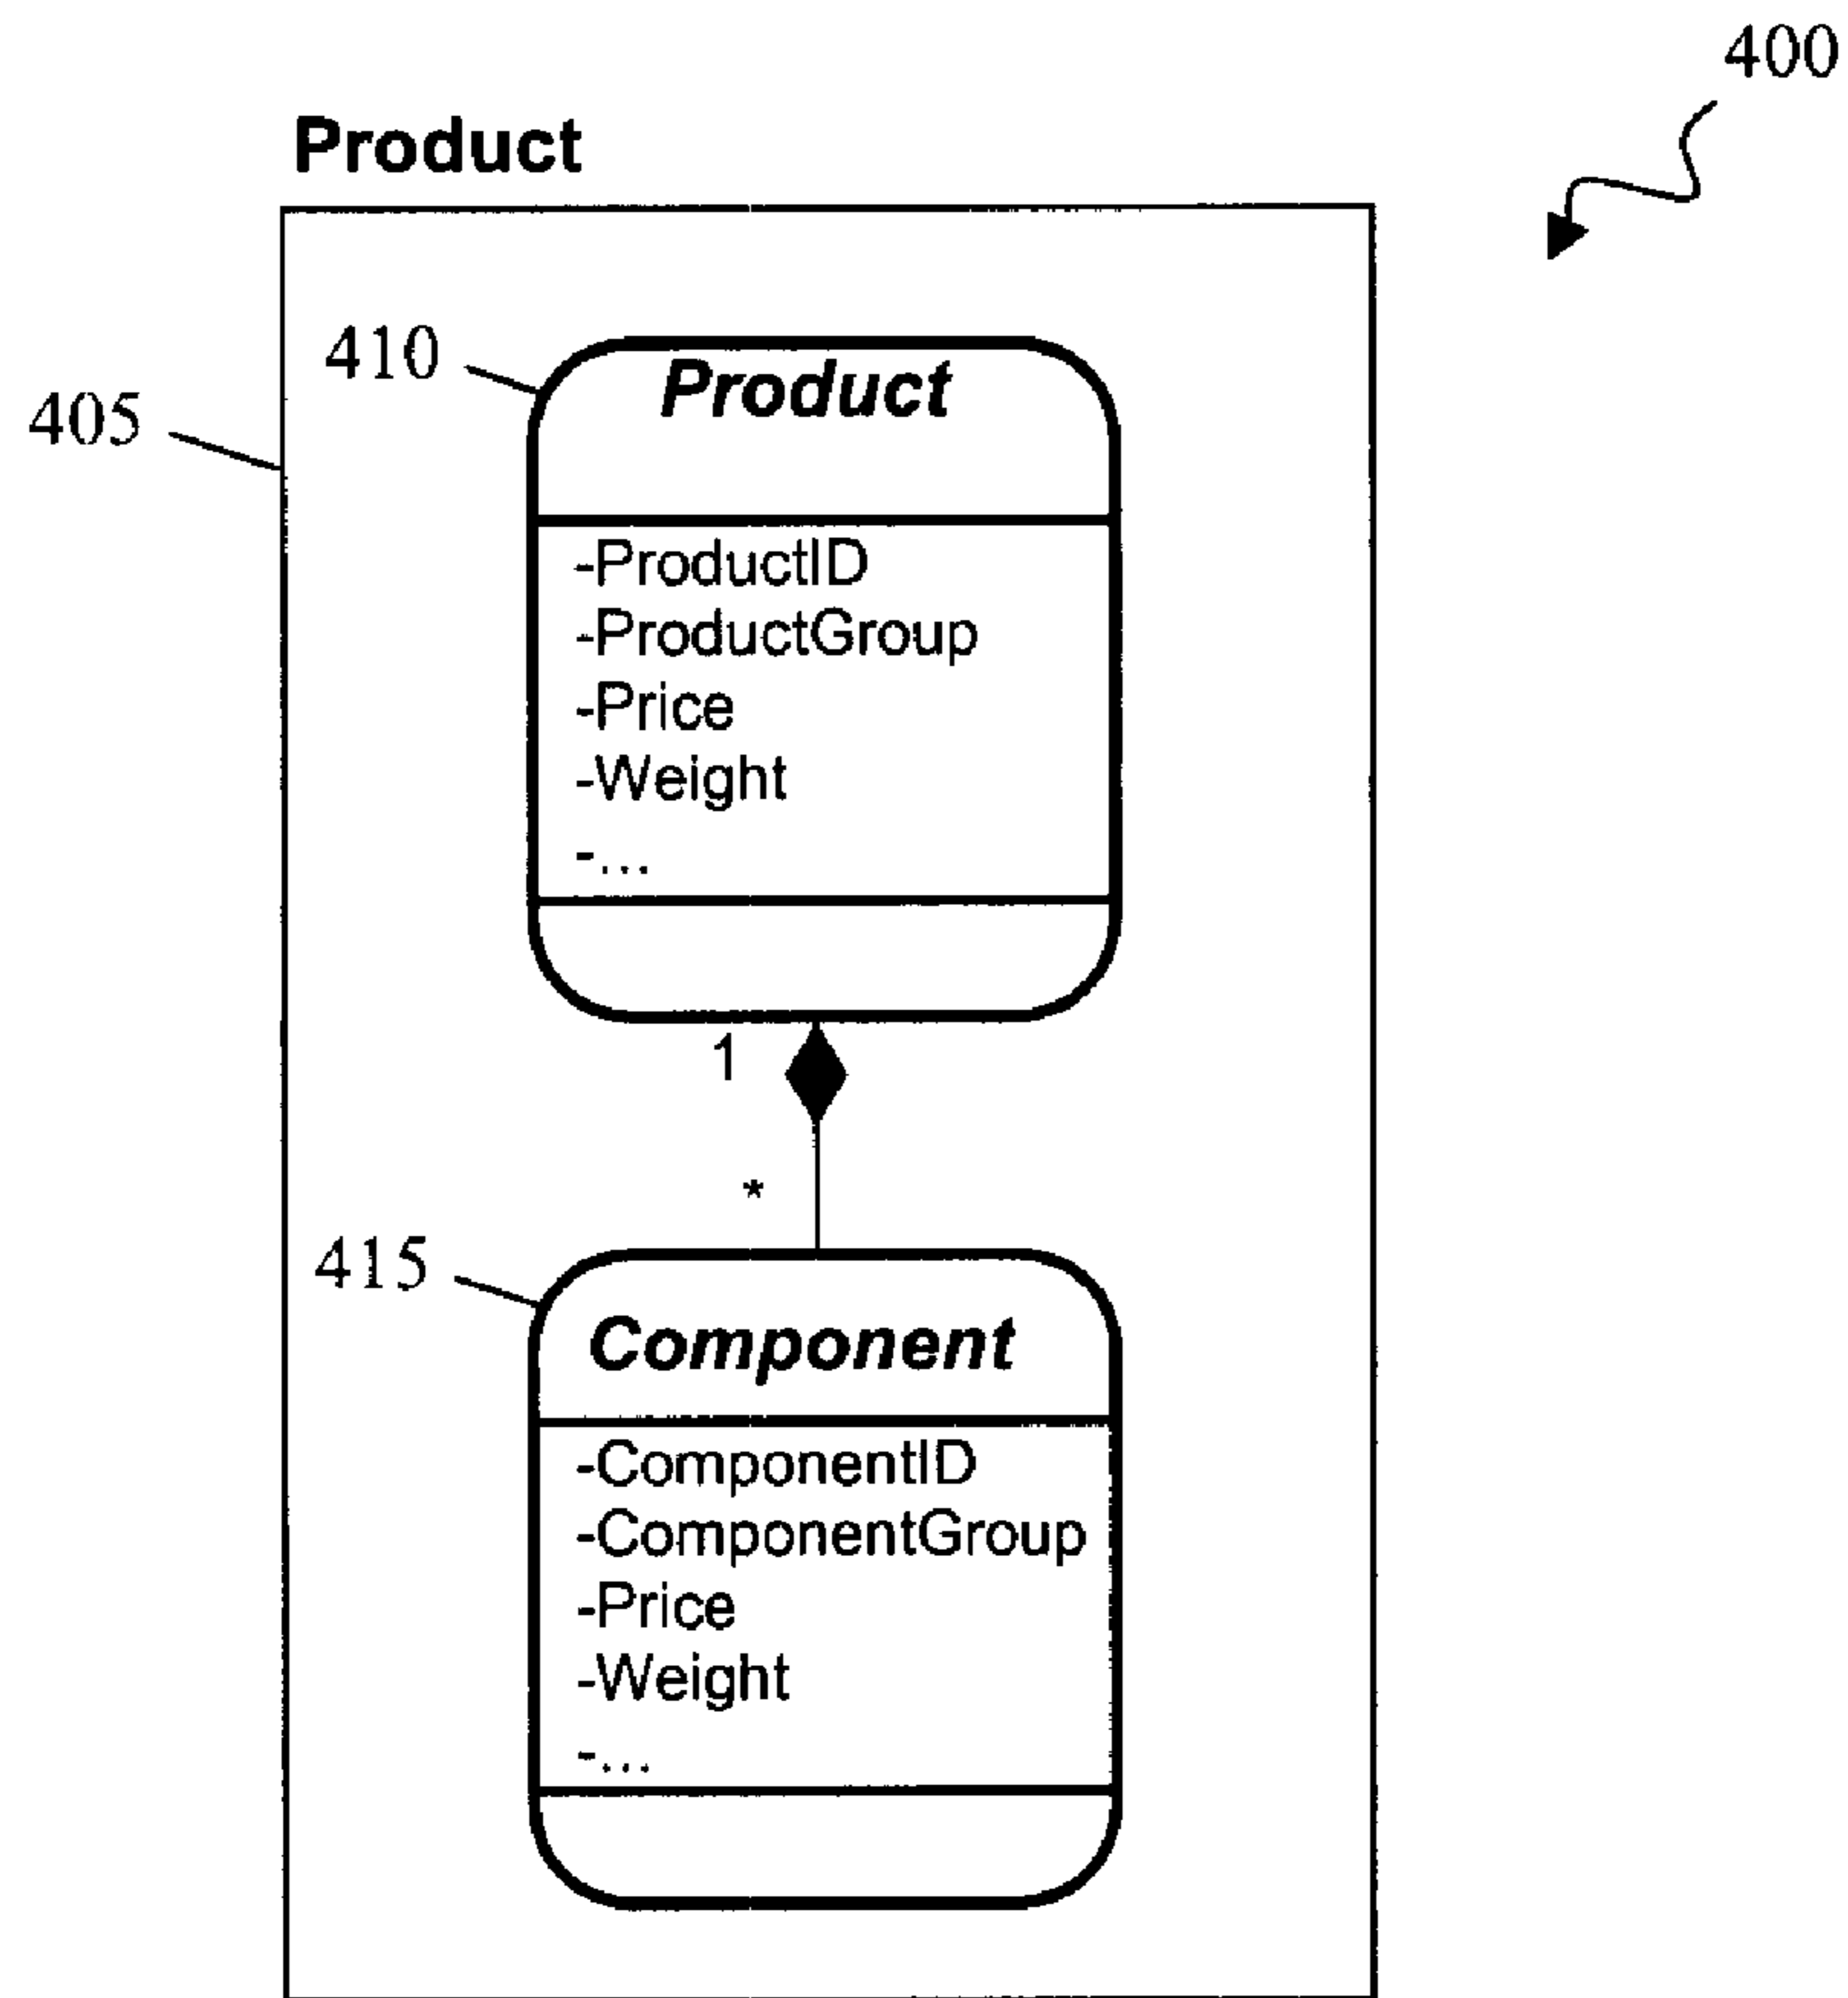 400
Product
410
Product
405
-ProductID
-ProductGroup
-Price
-Weight
-...
1
*
415
Component
-ComponentID
-ComponentGroup
-Price
-Weight
-...